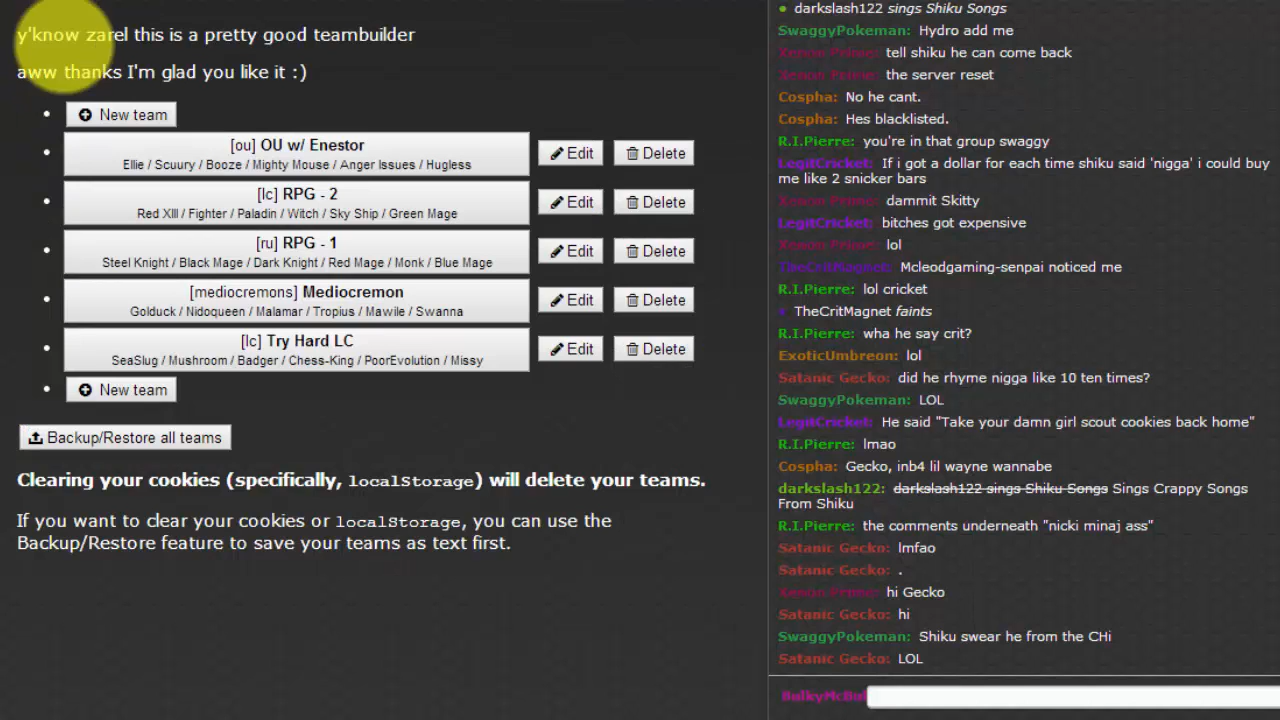 y'know zarel this is a pretty good teambuilder
aww thanks I'm glad you like it :)
New team
[ou] OU w/ Enestor
Ellie / Scuury / Booze / Mighty Mouse / Anger Issues / Hugless
Edit
Delete
[lc] RPG - 2
Red XIII / Fighter / Paladin / Witch / Sky Ship / Green Mage
Edit
Delete
[ru] RPG - 1
Steel Knight / Black Mage / Dark Knight / Red Mage / Monk / Blue Mage
Edit
Delete
[mediocremons] Mediocremon
Golduck / Nidoqueen / Malamar / Tropius / Mawile / Swanna
Edit
Delete
[lc] Try Hard LC
SeaSlug / Mushroom / Badger / Chess-King / PoorEvolution / Missy
Edit
Delete
New team
Backup/Restore all teams
Clearing your cookies (specifically, localStorage) will delete your teams.
If you want to clear your cookies or localStorage, you can use the
Backup/Restore feature to save your teams as text first.
darkslash122 sings Shiku Songs
SwaggyPokeman: Hydro add me
Xenon Prime: tell shiku he can come back
Xenon Prime: the server reset
Cospha: No he cant.
Cospha: Hes blacklisted.
R.I.Pierre: you're in that group swaggy
LegitCricket: If i got a dollar for each time shiku said 'nigga' i could buy
me like 2 snicker bars
Xenon Prime: dammit Skitty
LegitCricket: bitches got expensive
Xenon Prime: lol
TheCritMagnet: Mcleodgaming-senpai noticed me
R.I.Pierre: lol cricket
TheCritMagnet faints
R.I.Pierre: wha he say crit?
ExoticUmbreon: lol
Satanic Gecko: did he rhyme nigga like 10 ten times?
SwaggyPokeman: LOL
LegitCricket: He said "Take your damn girl scout cookies back home"
R.I.Pierre: lmao
Cospha: Gecko, inb4 lil wayne wannabe
darkslash122: darkslash122 sings Shiku Songs Sings Crappy Songs
From Shiku
R.I.Pierre: the comments underneath "nicki minaj ass"
Satanic Gecko: lmfao
Satanic Gecko: .
Xenon Prime: hi Gecko
Satanic Gecko: hi
SwaggyPokeman: Shiku swear he from the CHi
Satanic Gecko: LOL
BulkyMcBul